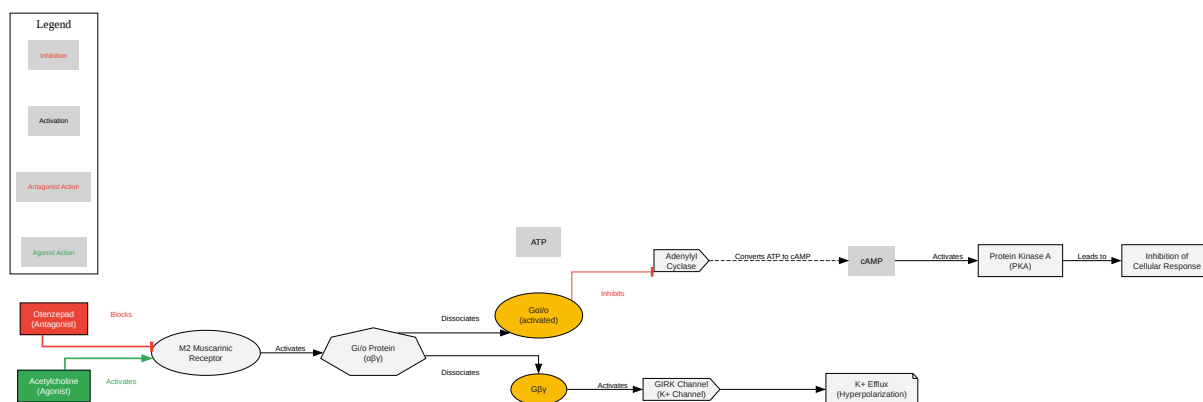 Legend
Inhibition
Activation
Antagonist Action
Agonist Action
ATP
Adenylyl
Cyclase
Converts ATP to cAMP
cAMP
Activates
Protein Kinase A
(PKA)
Leads to
Inhibition of
Cellular Response
Inhibits
Otenzepad
(Antagonist)
Blocks
Gαi/o
(activated)
Dissociates
M2 Muscarinic
Receptor
Activates
Gi/o Protein
(αβγ)
Dissociates
Acetylcholine
(Agonist)
Activates
Gβγ
Activates
GIRK Channel
(K+ Channel)
K+ Efflux
(Hyperpolarization)